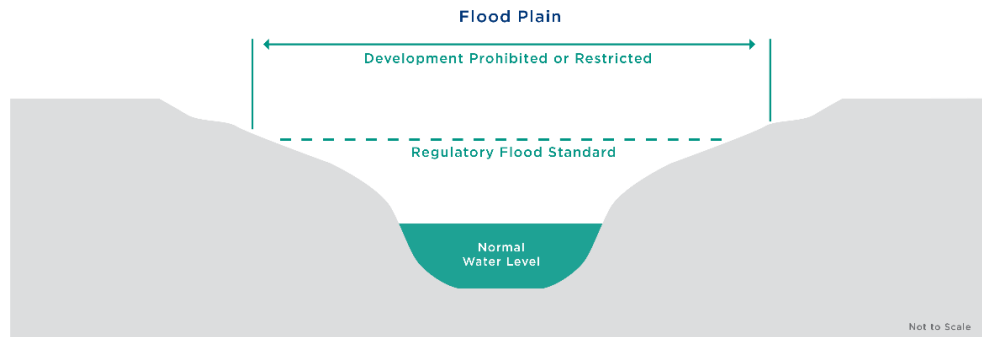 Flood Plain
Development Prohibited or Restricted
Regulatory Flood Standard
Normal
Water Level
Not to Scale